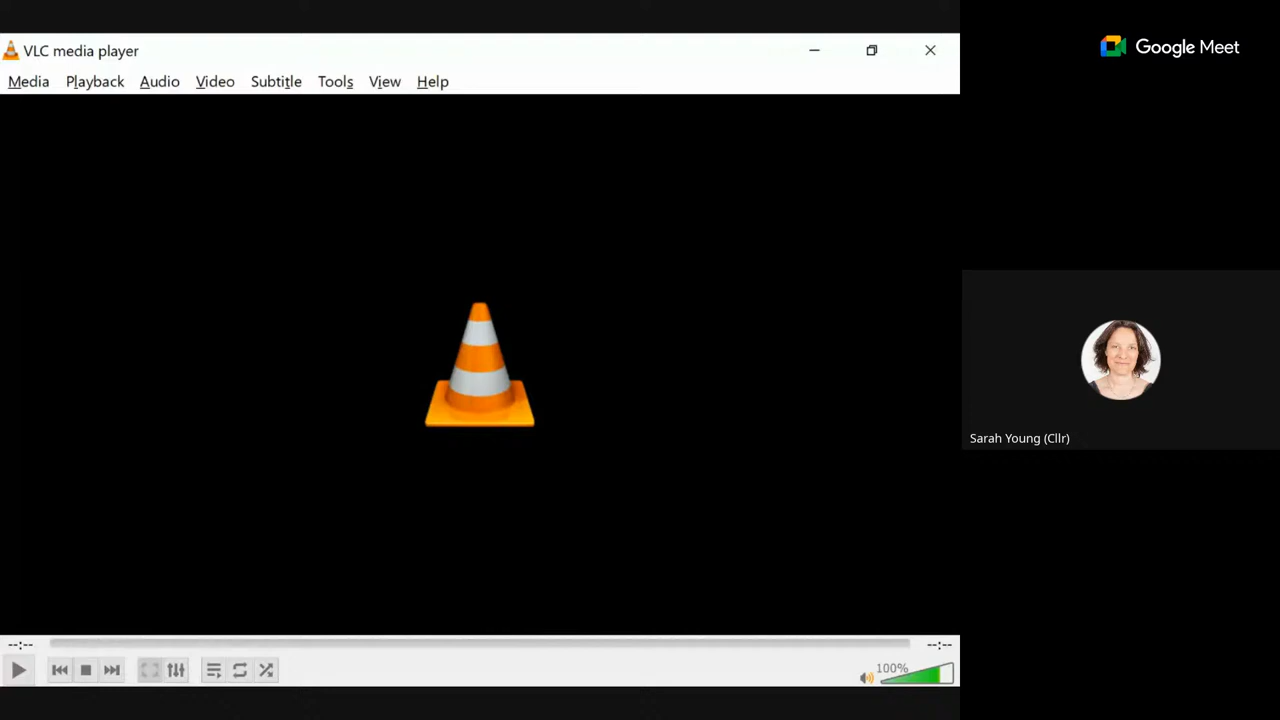 VLC media player
Media Playback Audio Video Subtitle Tools View Help
Google Meet
Sarah Young (Cllr)
--:-- --:--
100%